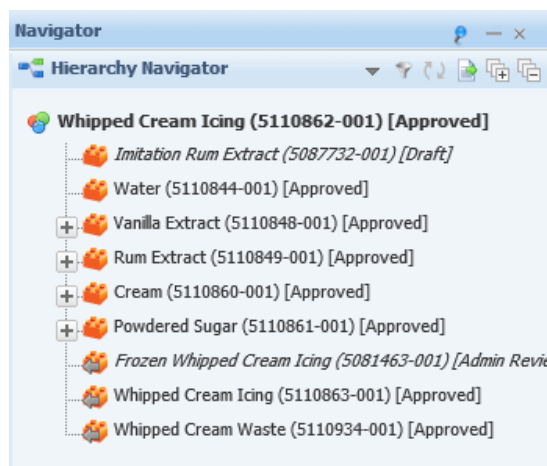 Navigator
Hierarchy Navigator
Whipped Cream Icing (5110862-001) [Approved]
Imitation Rum Extract (5087732-001) [Draft]
Water (5110844-001) [Approved]
Vanilla Extract (5110848-001) [Approved]
Rum Extract (5110849-001) [Approved]
Cream (5110860-001) [Approved]
Powdered Sugar (5110861-001) [Approved]
Frozen Whipped Cream Icing (5081463-001) [Admin Revie
Whipped Cream Icing (5110863-001) [Approved]
Whipped Cream Waste (5110934-001) [Approved]